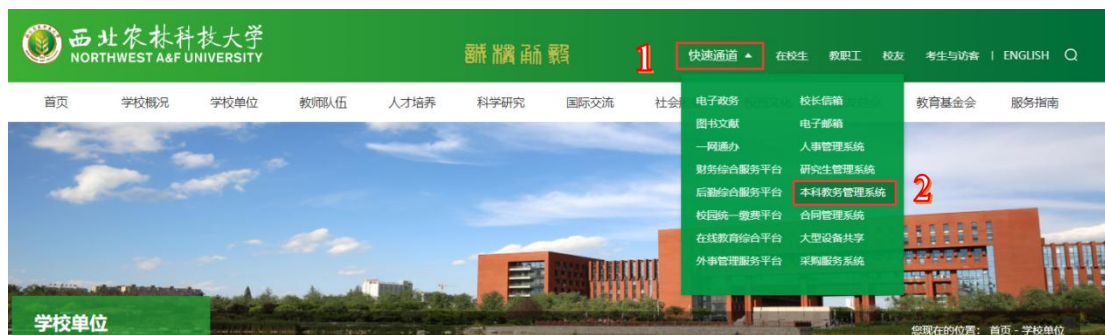 西北农林科技大学
NORTHWEST A&F UNIVERSITY
誠樸勇毅
1
快速通道 在校生 教职工 校友 考生与访客 | ENGLISH
首页 学校概况 学校单位 教师队伍 人才培养 科学研究 国际交流 社会 教育基金会 服务指南
电子政务 校长信箱
图书文献 电子邮箱
一网通办 人事管理系统
财务综合服务平台 研究生管理系统
后勤综合服务平台 本科教务管理系统
2
校园统一缴费平台 合同管理系统
在线教育综合平台 大型设备共享
外事管理服务平台 采购服务系统
学校单位
您现在的位置: 首页 - 学校单位